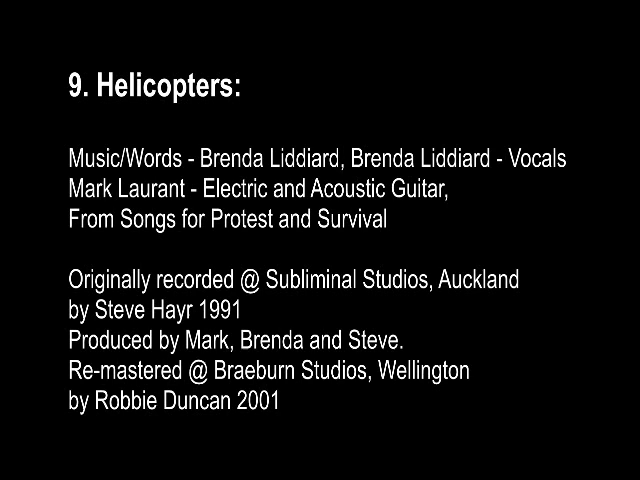 9. Helicopters:
Music/Words - Brenda Liddiard, Brenda Liddiard - Vocals
Mark Laurant - Electric and Acoustic Guitar,
From Songs for Protest and Survival
Originally recorded @ Subliminal Studios, Auckland
by Steve Hayr 1991
Produced by Mark, Brenda and Steve.
Re-mastered @ Braeburn Studios, Wellington
by Robbie Duncan 2001